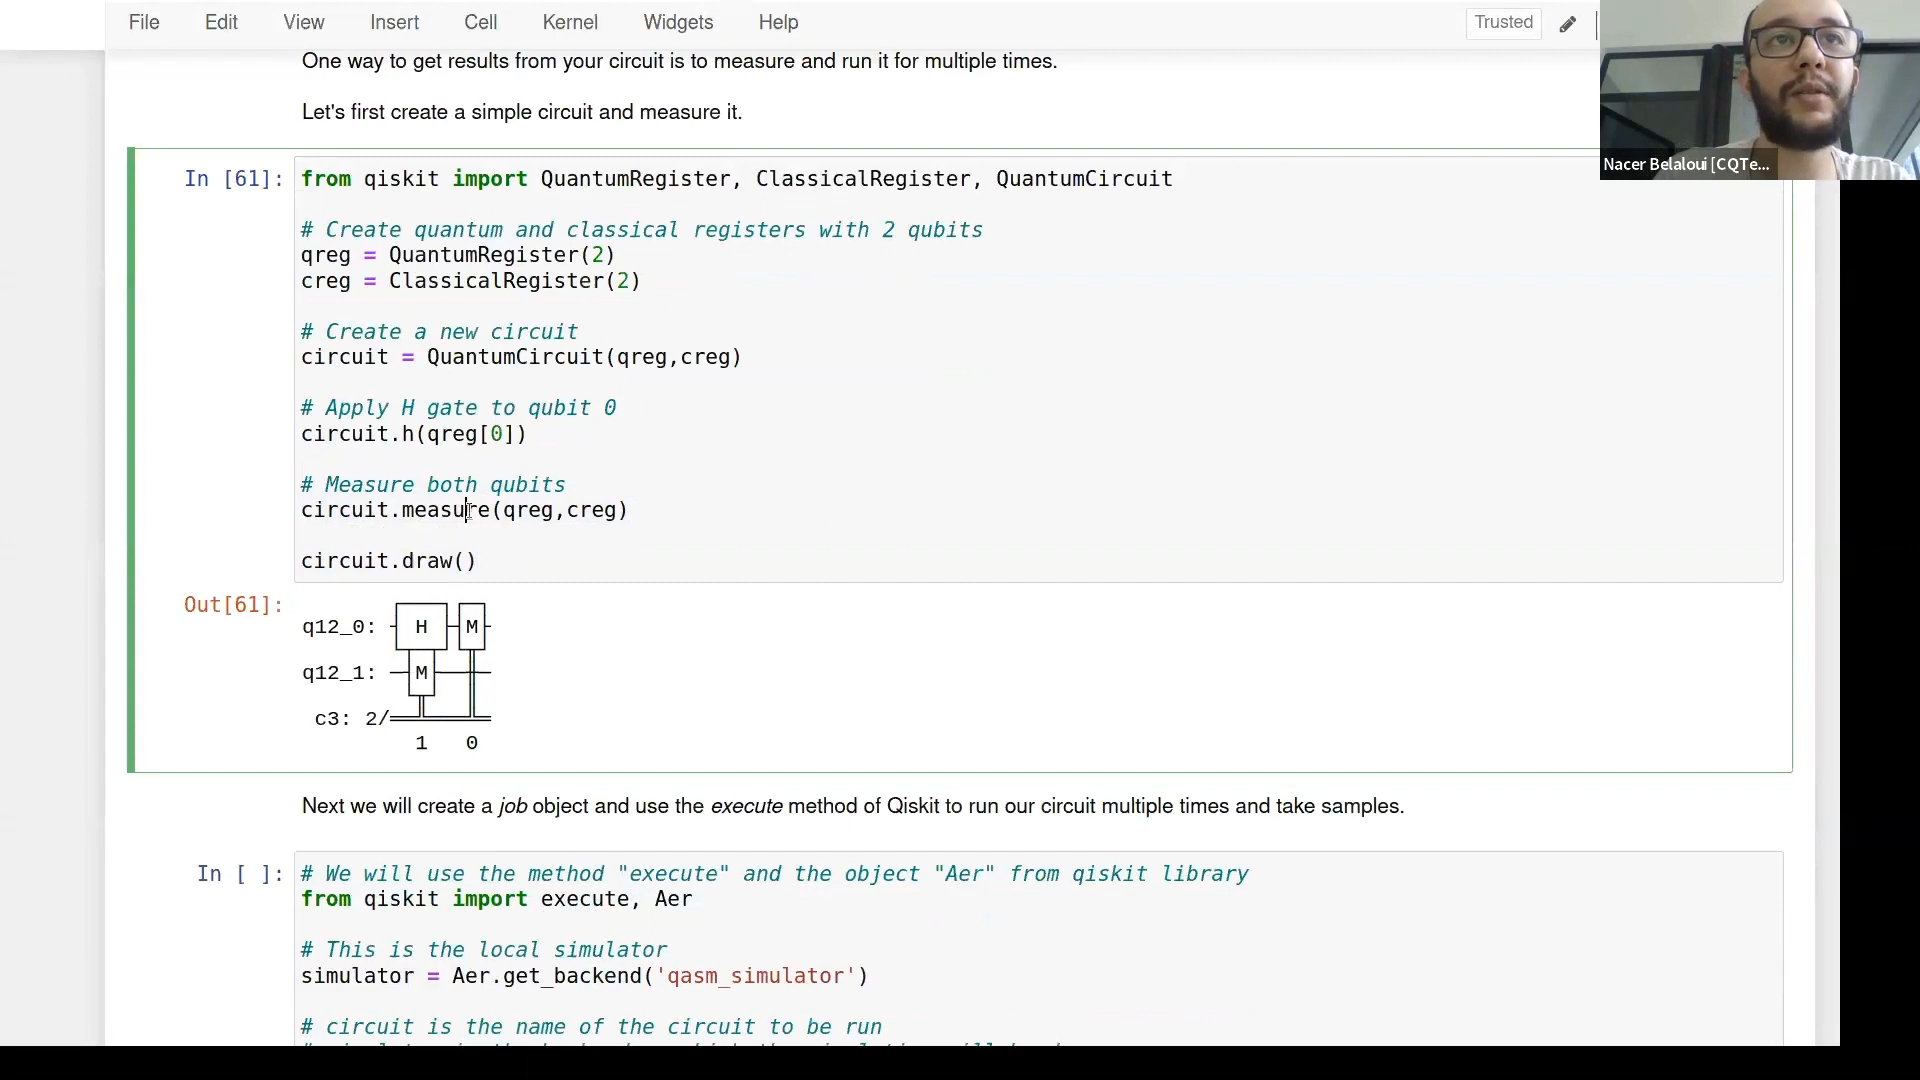 File Edit View Insert Cell Kernel Widgets Help Trusted
One way to get results from your circuit is to measure and run it for multiple times.
Let's first create a simple circuit and measure it.
Nacer Belaloui [CQTe...
In [61]: from qiskit import QuantumRegister, ClassicalRegister, QuantumCircuit
# Create quantum and classical registers with 2 qubits
qreg = QuantumRegister(2)
creg = ClassicalRegister(2)
# Create a new circuit
circuit = QuantumCircuit(qreg,creg)
# Apply H gate to qubit 0
circuit.h(qreg[0])
# Measure both qubits
circuit.measure(qreg,creg)
circuit.draw()
Out[61]:
q12_0: H M
q12_1: M
c3: 2/
1 0
Next we will create a job object and use the execute method of Qiskit to run our circuit multiple times and take samples.
In [ ]: # We will use the method "execute" and the object "Aer" from qiskit library
from qiskit import execute, Aer
# This is the local simulator
simulator = Aer.get_backend('qasm_simulator')
# circuit is the name of the circuit to be run